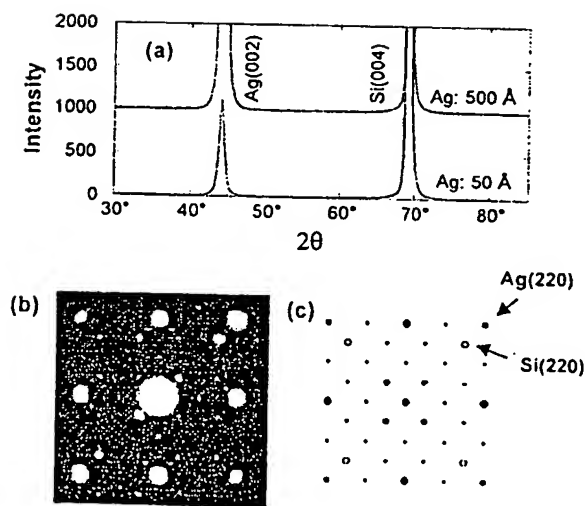 2000
(a)
Ag(002)
Si(004)
1500
Intensity
1000
Ag: 500 Å
500
Ag: 50 Å
0
30° 40° 50° 60° 70° 80°
2θ
(b)
(c)
Ag(220)
Si(220)